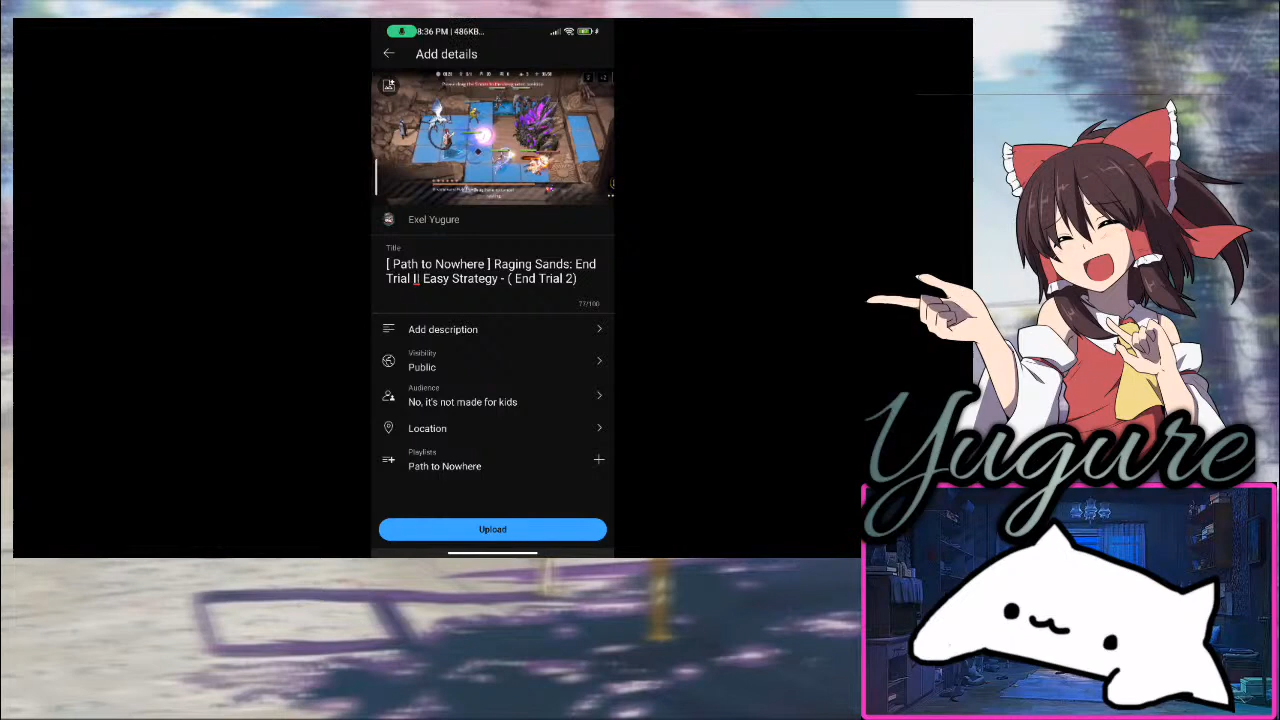 8:36 PM | 486KB...
Add details
Exel Yugure
Title
[ Path to Nowhere ] Raging Sands: End
Trial II Easy Strategy - ( End Trial 2)
77/100
Add description
Visibility
Public
Audience
No, it's not made for kids
Location
Playlists
Path to Nowhere
Upload
Yugure